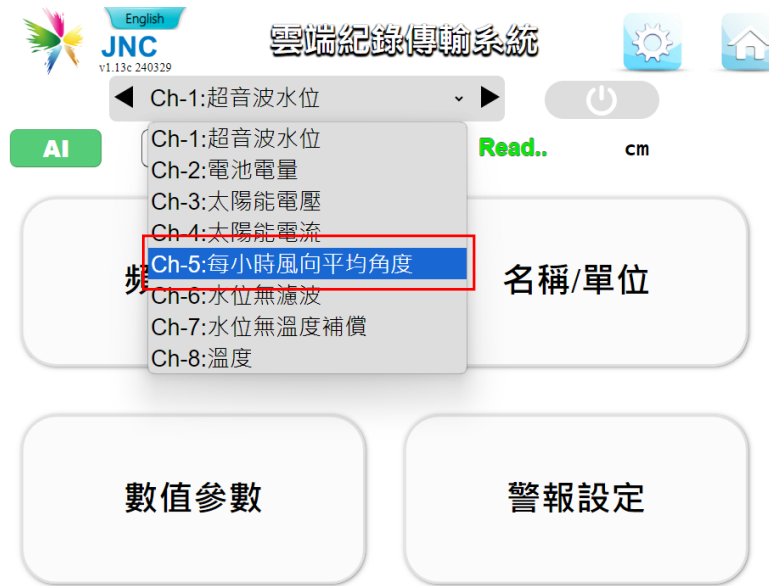 English
JNC
v1.13c 240329
雲端紀錄傳輸系統
Ch-1:超音波水位
AI
Read..
cm
Ch-1:超音波水位
Ch-2:電池電量
Ch-3:太陽能電壓
Ch-4:太陽能電流
Ch-5:每小時風向平均角度
Ch-6:水位無濾波
Ch-7:水位無溫度補償
Ch-8:溫度
名稱/單位
數值參數
警報設定